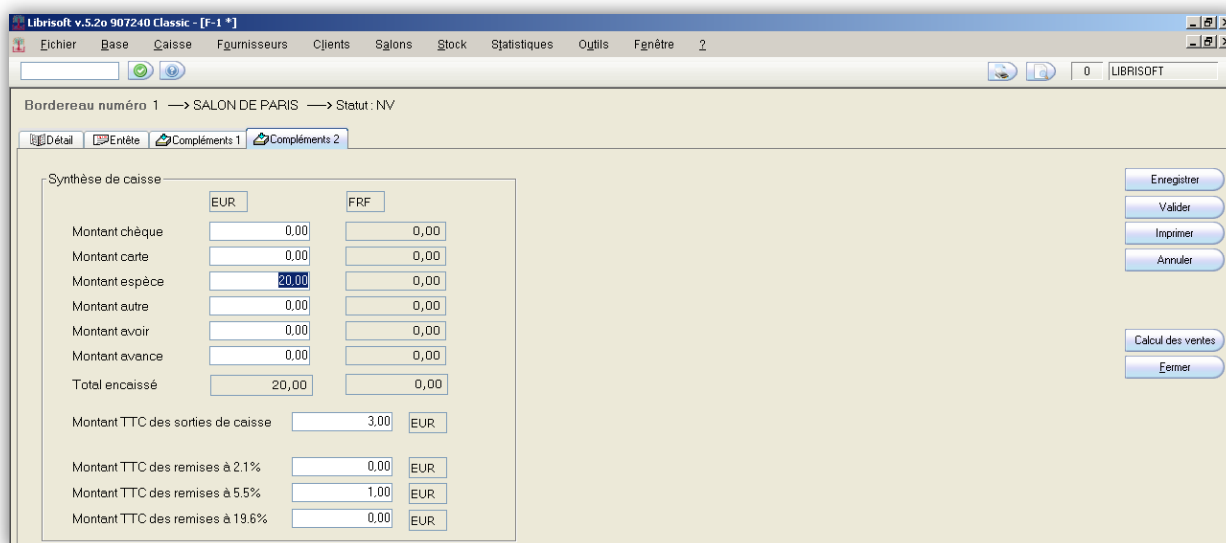 Librisoft v.5.2o 907240 Classic - [F-1 *]
Fichier Base Caisse Fournisseurs Clients Salons Stock Statistiques Outils Fenêtre ?
0 LIBRISOFT
Bordereau numéro 1 —> SALON DE PARIS —> Statut : NV
Détail Entête Compléments 1 Compléments 2
Synthèse de caisse
EUR FRF
Montant chèque 0,00 0,00
Montant carte 0,00 0,00
Montant espèce 20,00 0,00
Montant autre 0,00 0,00
Montant avoir 0,00 0,00
Montant avance 0,00 0,00
Total encaissé 20,00 0,00
Montant TTC des sorties de caisse 3,00 EUR
Montant TTC des remises à 2.1% 0,00 EUR
Montant TTC des remises à 5.5% 1,00 EUR
Montant TTC des remises à 19.6% 0,00 EUR
Enregistrer
Valider
Imprimer
Annuler
Calcul des ventes
Fermer